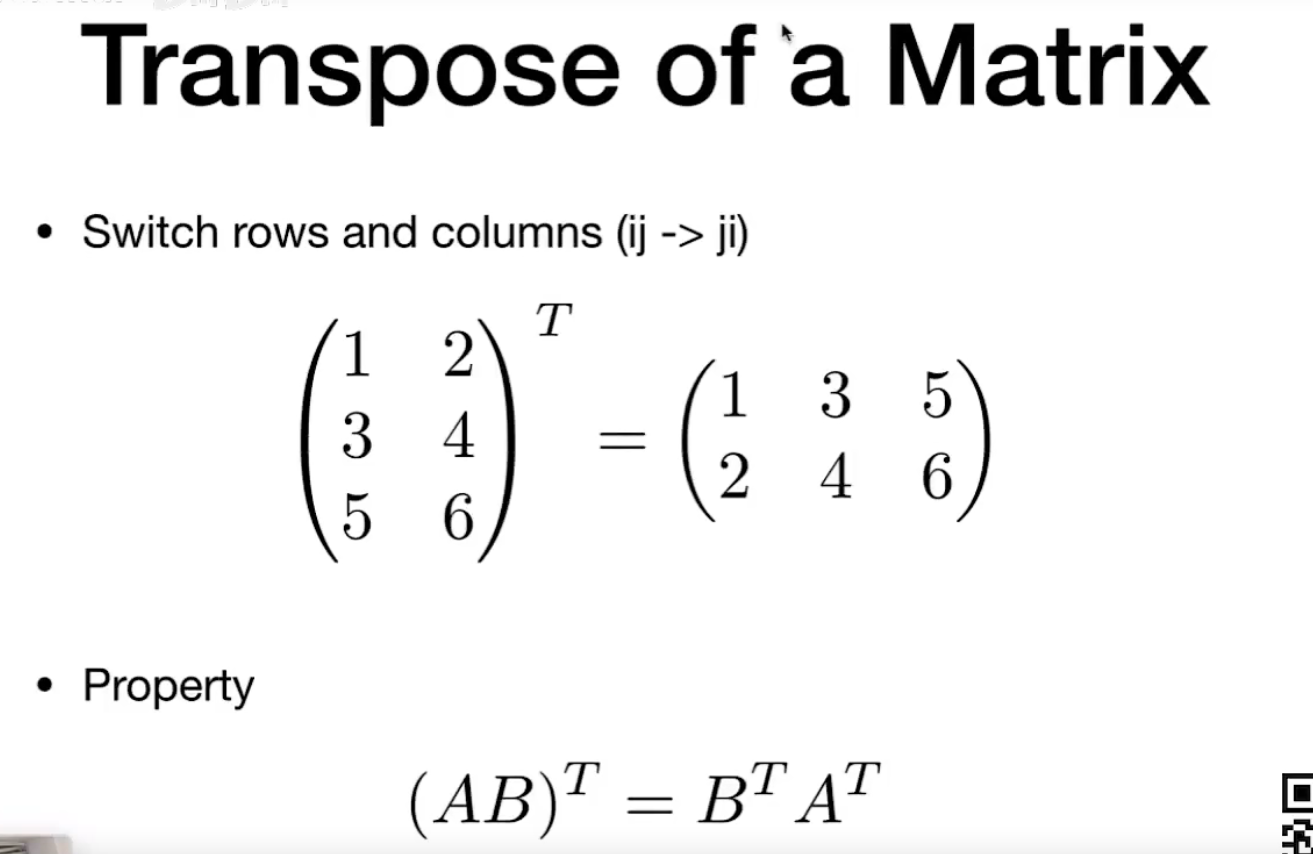 Transpose of a Matrix
• Switch rows and columns (ij -> ji)
$\begin{pmatrix} 1 & 2 \\ 3 & 4 \\ 5 & 6 \end{pmatrix}^T = \begin{pmatrix} 1 & 3 & 5 \\ 2 & 4 & 6 \end{pmatrix}$
• Property
$(AB)^T = B^T A^T$